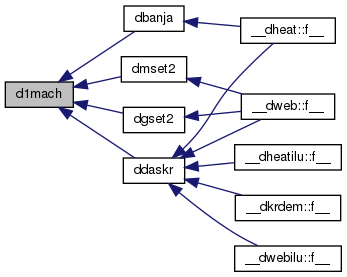 dbanja
__dheat::f__
dmset2
d1mach
__dweb::f__
dgset2
__dheatilu::f__
ddaskr
__dkrdem::f__
__dwebilu::f__